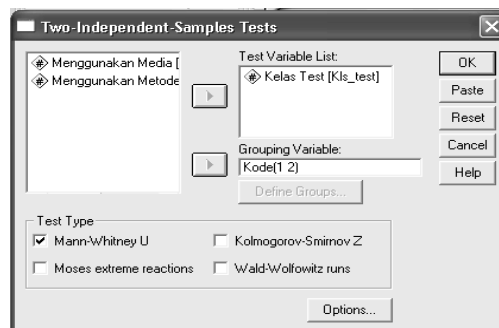 Two-Independent-Samples Tests
Menggunakan Media [
Menggunakan Metode
Test Variable List:
Kelas Test [Kls_test]
Grouping Variable:
Kode(1 2)
Define Groups...
OK
Paste
Reset
Cancel
Help
Test Type
Mann-Whitney U
Kolmogorov-Smirnov Z
Moses extreme reactions
Wald-Wolfowitz runs
Options...